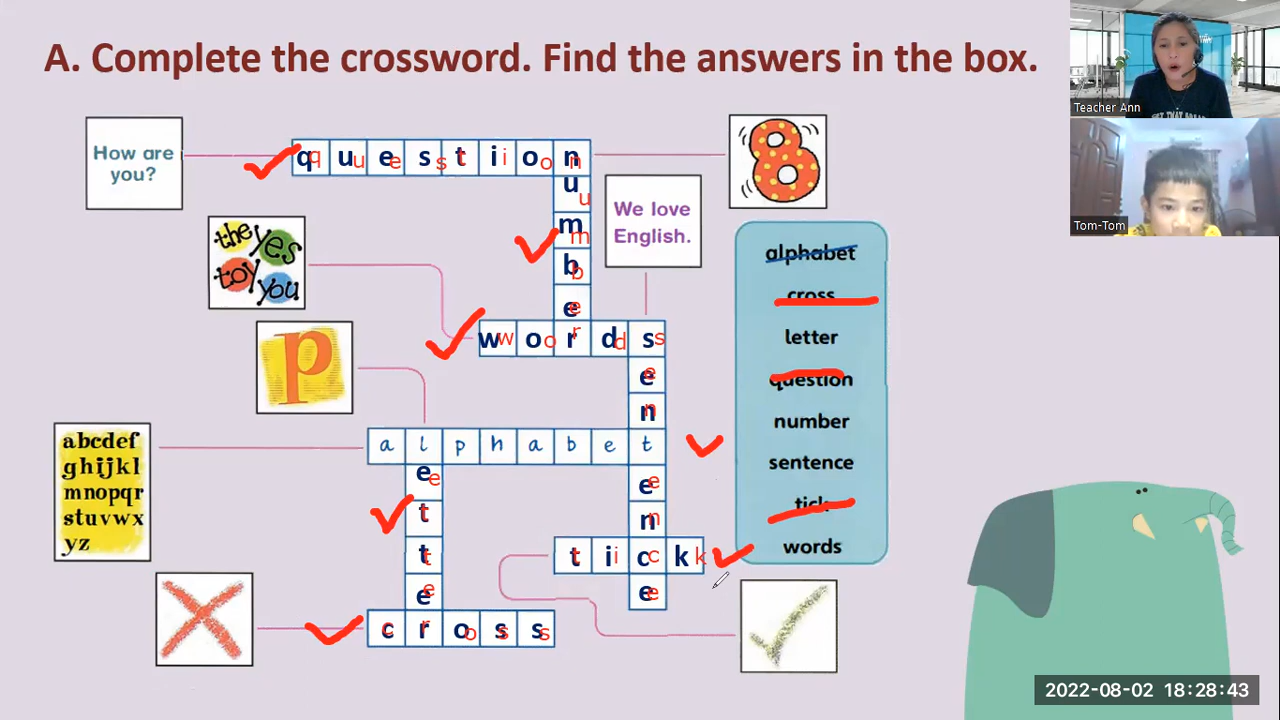 A. Complete the crossword. Find the answers in the box.
Teacher Ann
How are
you?
question
number
8
We love
English.
Tom-Tom
the yes
toy you
alphabet
cross
letter
question
number
sentence
tick
words
words
sentence
p
abcdef
ghijkl
mnopqr
stuvwx
yz
alphabet
letter
tick
cross
2022-08-02 18:28:43